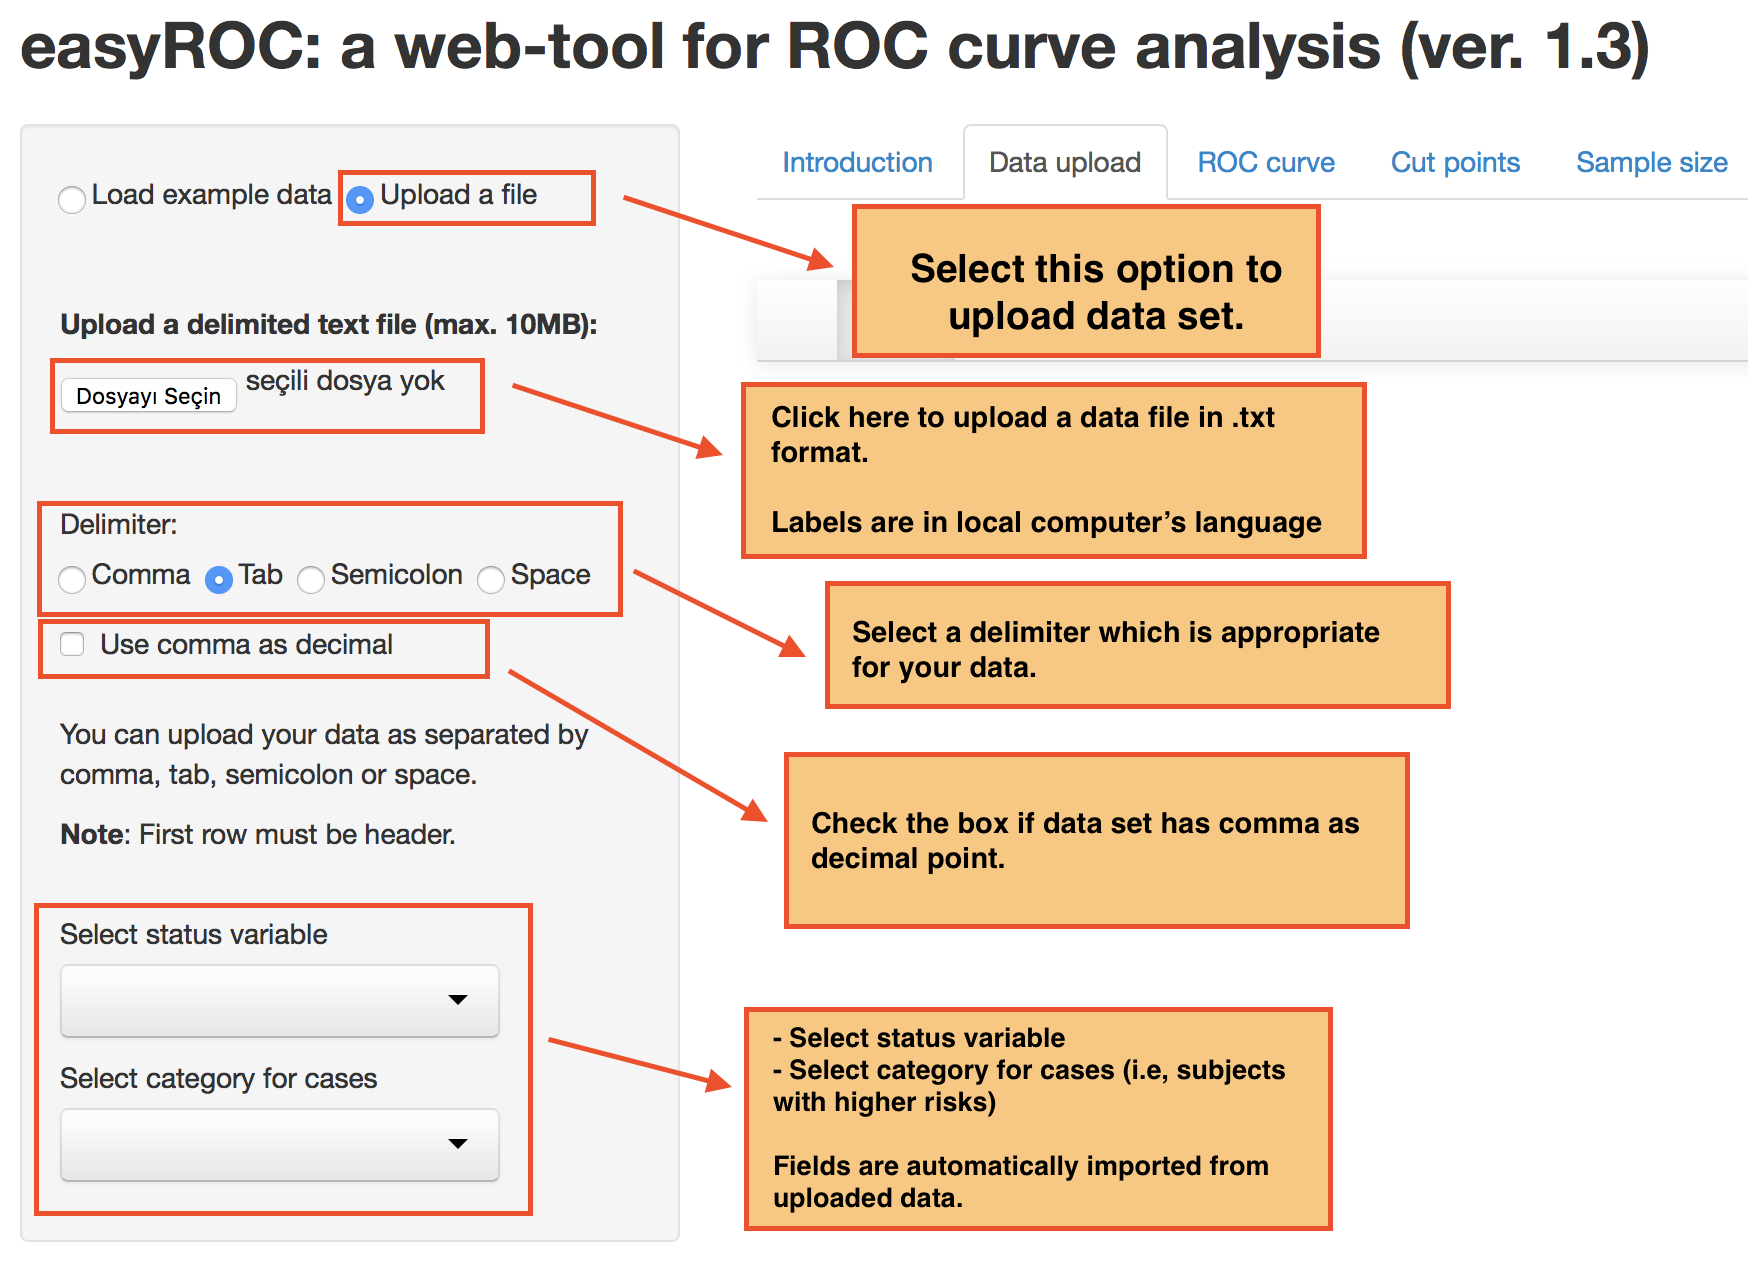 easyROC: a web-tool for ROC curve analysis (ver. 1.3)
Introduction
Data upload
ROC curve
Cut points
Sample size
Load example data
Upload a file
Select this option to
upload data set.
Upload a delimited text file (max. 10MB):
Dosyayı Seçin
seçili dosya yok
Click here to upload a data file in .txt
format.
Labels are in local computer’s language
Delimiter:
Comma
Tab
Semicolon
Space
Select a delimiter which is appropriate
for your data.
Use comma as decimal
Check the box if data set has comma as
decimal point.
You can upload your data as separated by
comma, tab, semicolon or space.
Note: First row must be header.
Select status variable
Select category for cases
- Select status variable
- Select category for cases (i.e, subjects
with higher risks)
Fields are automatically imported from
uploaded data.